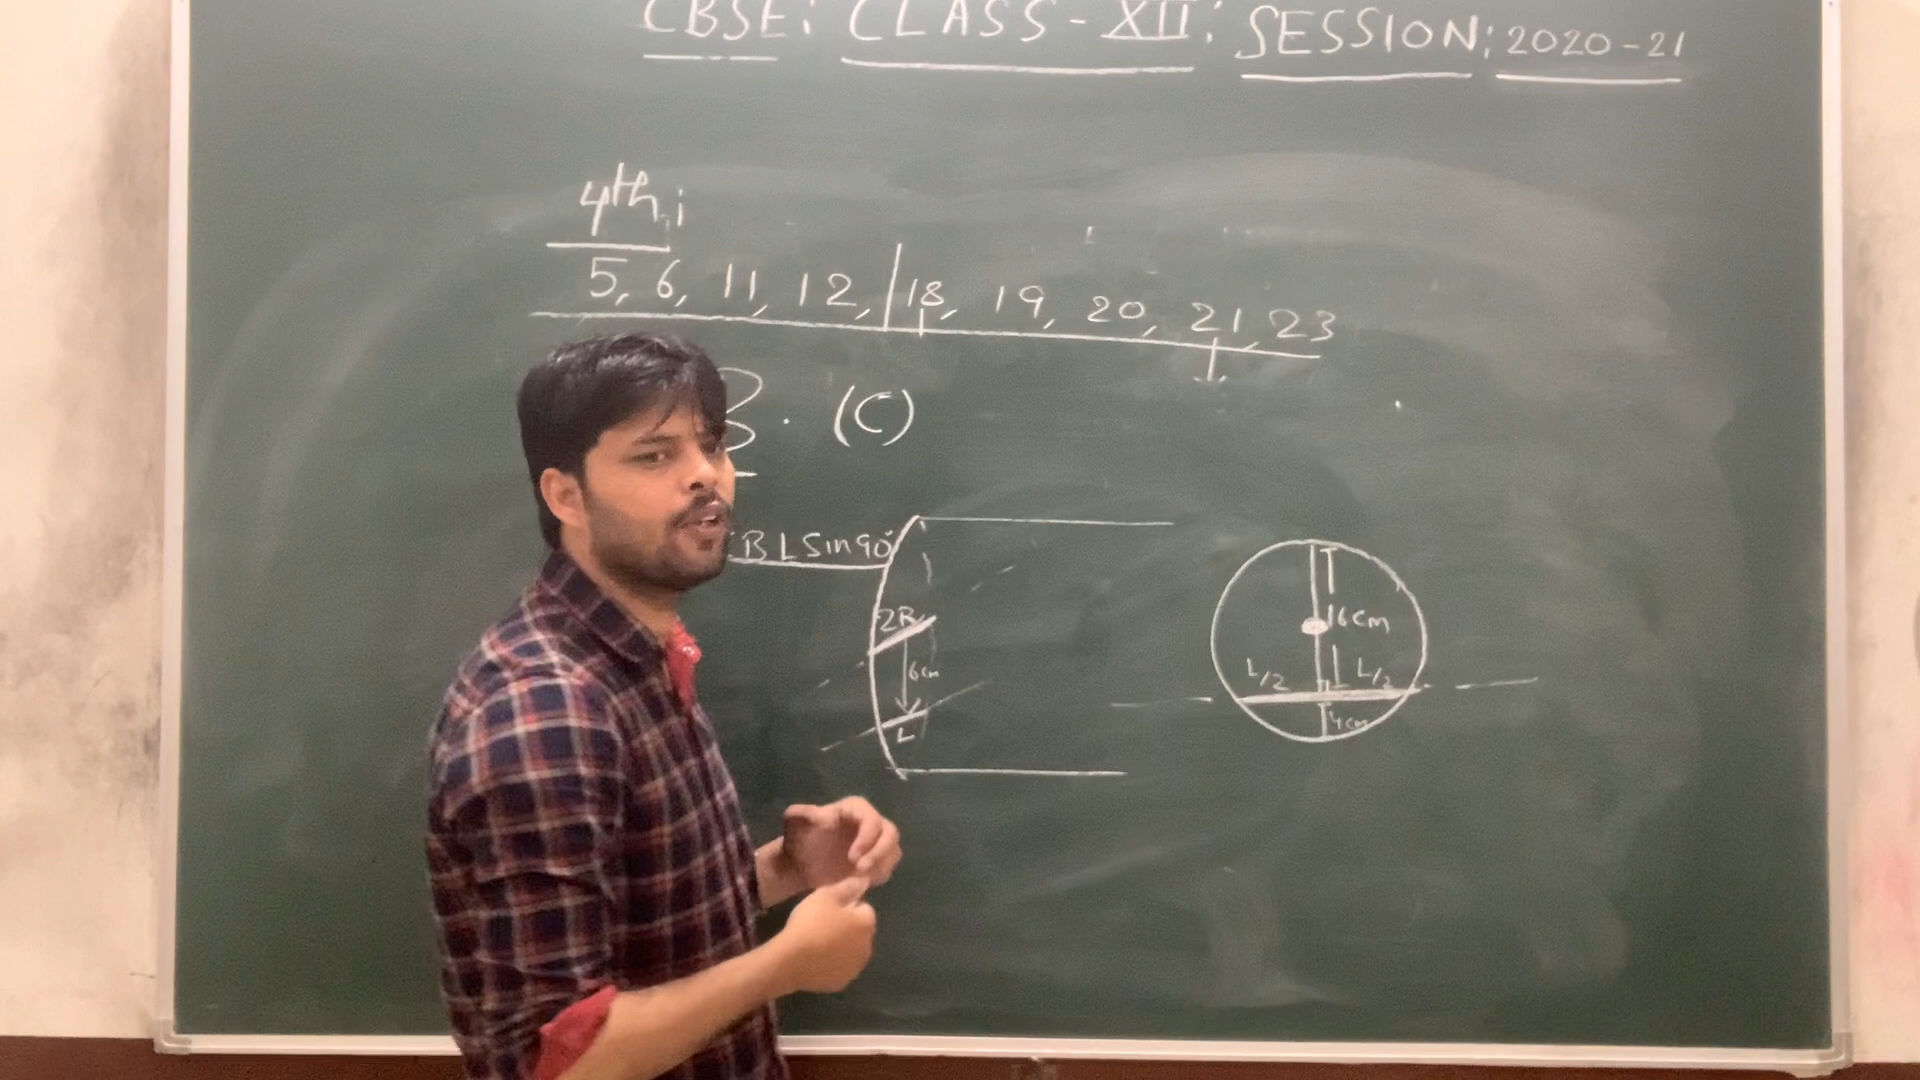 CBSE: CLASS - XII: SESSION: 2020-21
4th:
5, 6, 11, 12, 18, 19, 20, 21, 23
3. (C)
BLSin90°
2R
6cm
L
16cm
L/2 L/2
4cm